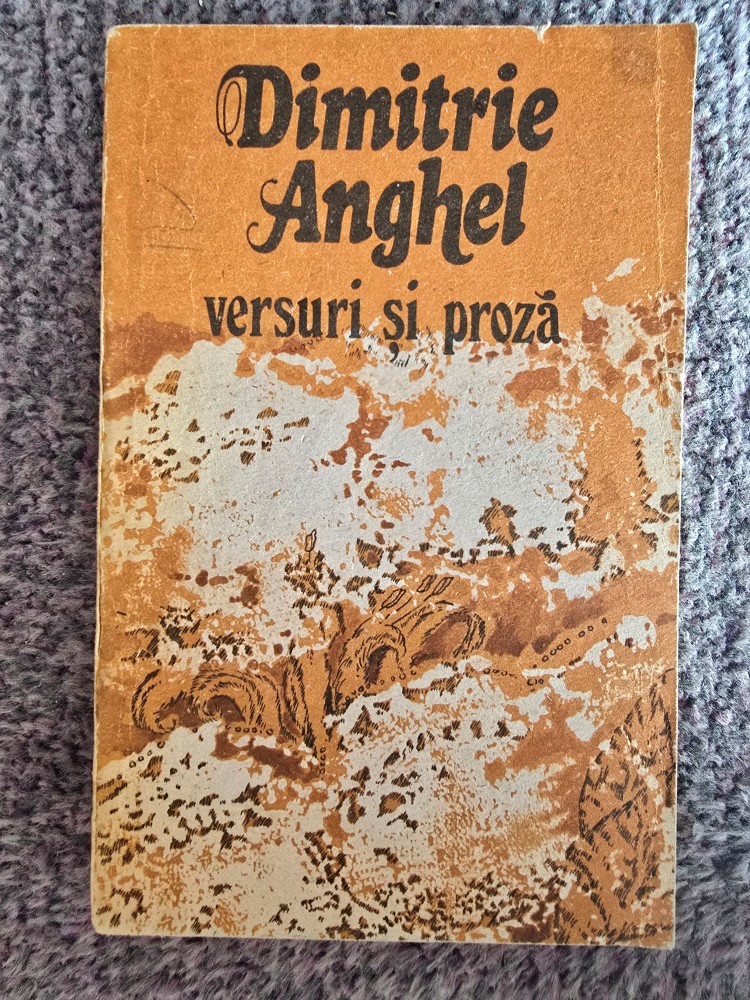 Dimitrie
Anghel
versuri și proză